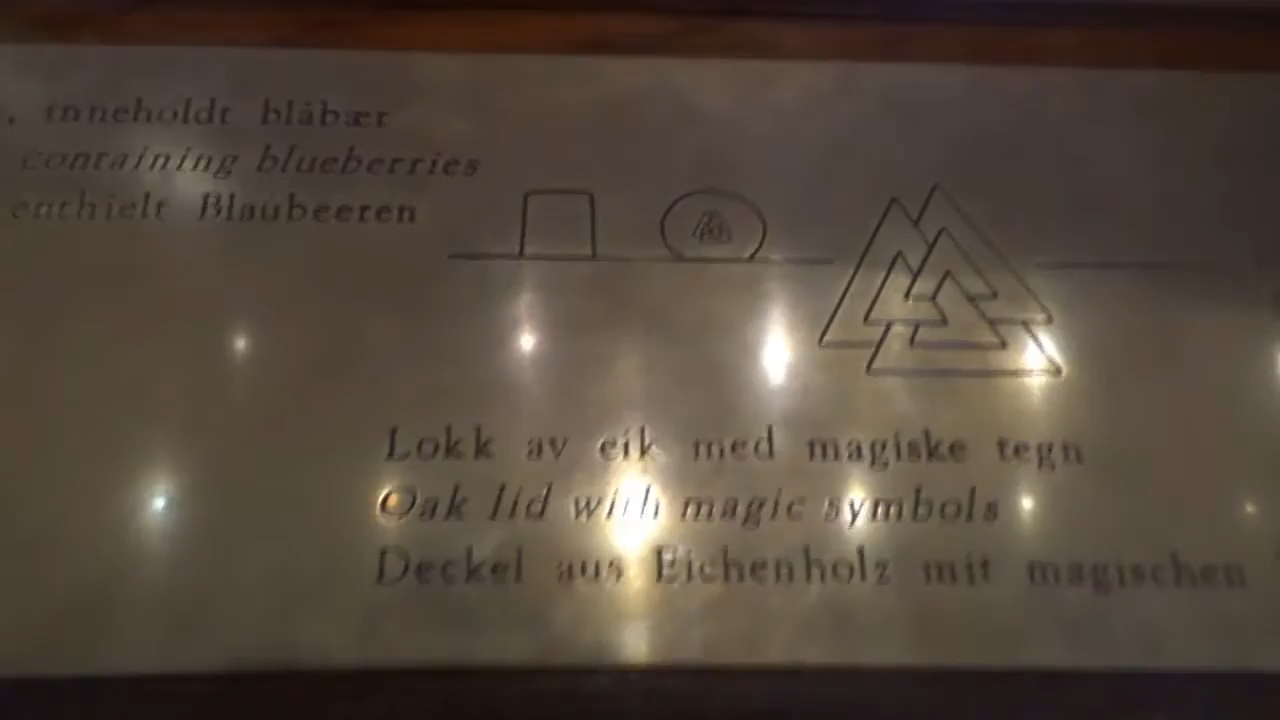 , inneholdt blåbær
containing blueberries
enthielt Blaubeeren
Lokk av eik med magiske tegn
Oak lid with magic symbols
Deckel aus Eichenholz mit magischen